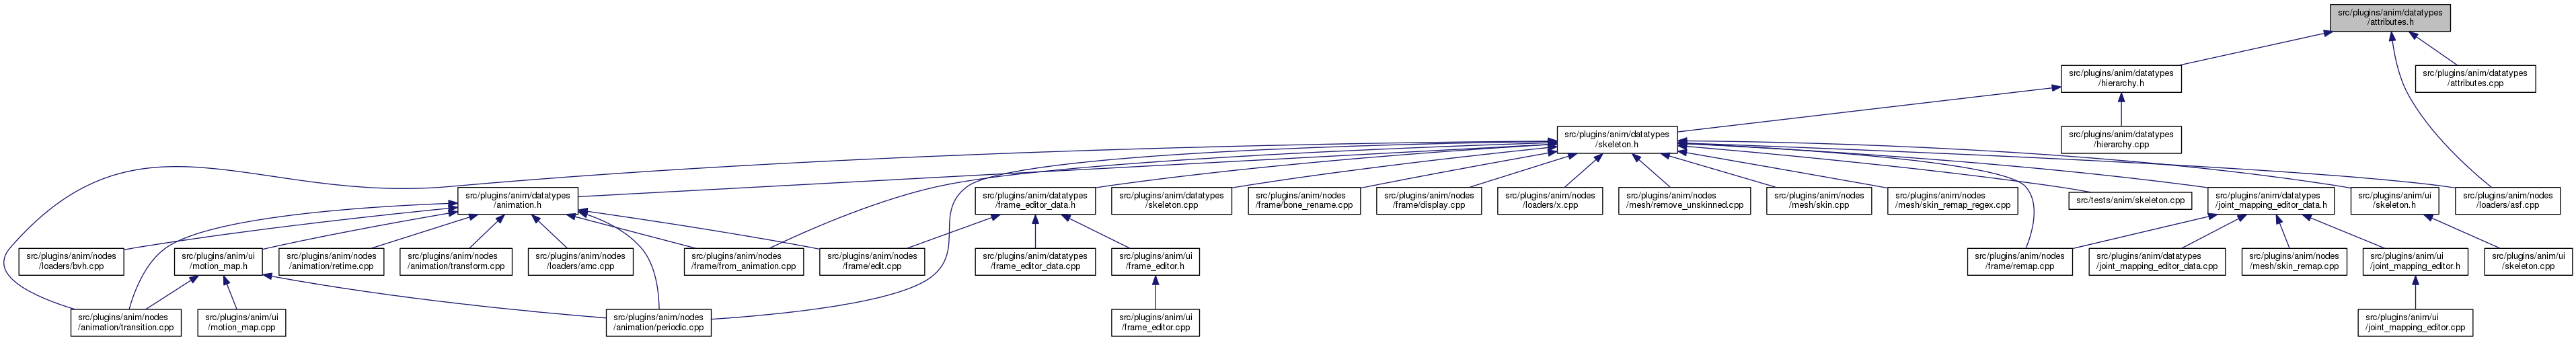 src/plugins/anim/datatypes
/attributes.h
src/plugins/anim/datatypes
/hierarchy.h
src/plugins/anim/datatypes
/attributes.cpp
src/plugins/anim/datatypes
/skeleton.h
src/plugins/anim/datatypes
/hierarchy.cpp
src/plugins/anim/datatypes
/animation.h
src/plugins/anim/datatypes
/frame_editor_data.h
src/plugins/anim/datatypes
/skeleton.cpp
src/plugins/anim/nodes
/frame/bone_rename.cpp
src/plugins/anim/nodes
/frame/display.cpp
src/plugins/anim/nodes
/loaders/x.cpp
src/plugins/anim/nodes
/mesh/remove_unskinned.cpp
src/plugins/anim/nodes
/mesh/skin.cpp
src/plugins/anim/nodes
/mesh/skin_remap_regex.cpp
src/tests/anim/skeleton.cpp
src/plugins/anim/datatypes
/joint_mapping_editor_data.h
src/plugins/anim/ui
/skeleton.h
src/plugins/anim/nodes
/loaders/asf.cpp
src/plugins/anim/nodes
/loaders/bvh.cpp
src/plugins/anim/ui
/motion_map.h
src/plugins/anim/nodes
/animation/retime.cpp
src/plugins/anim/nodes
/animation/transform.cpp
src/plugins/anim/nodes
/loaders/amc.cpp
src/plugins/anim/nodes
/frame/from_animation.cpp
src/plugins/anim/nodes
/frame/edit.cpp
src/plugins/anim/datatypes
/frame_editor_data.cpp
src/plugins/anim/ui
/frame_editor.h
src/plugins/anim/nodes
/frame/remap.cpp
src/plugins/anim/datatypes
/joint_mapping_editor_data.cpp
src/plugins/anim/nodes
/mesh/skin_remap.cpp
src/plugins/anim/ui
/joint_mapping_editor.h
src/plugins/anim/ui
/skeleton.cpp
src/plugins/anim/nodes
/animation/transition.cpp
src/plugins/anim/ui
/motion_map.cpp
src/plugins/anim/nodes
/animation/periodic.cpp
src/plugins/anim/ui
/frame_editor.cpp
src/plugins/anim/ui
/joint_mapping_editor.cpp